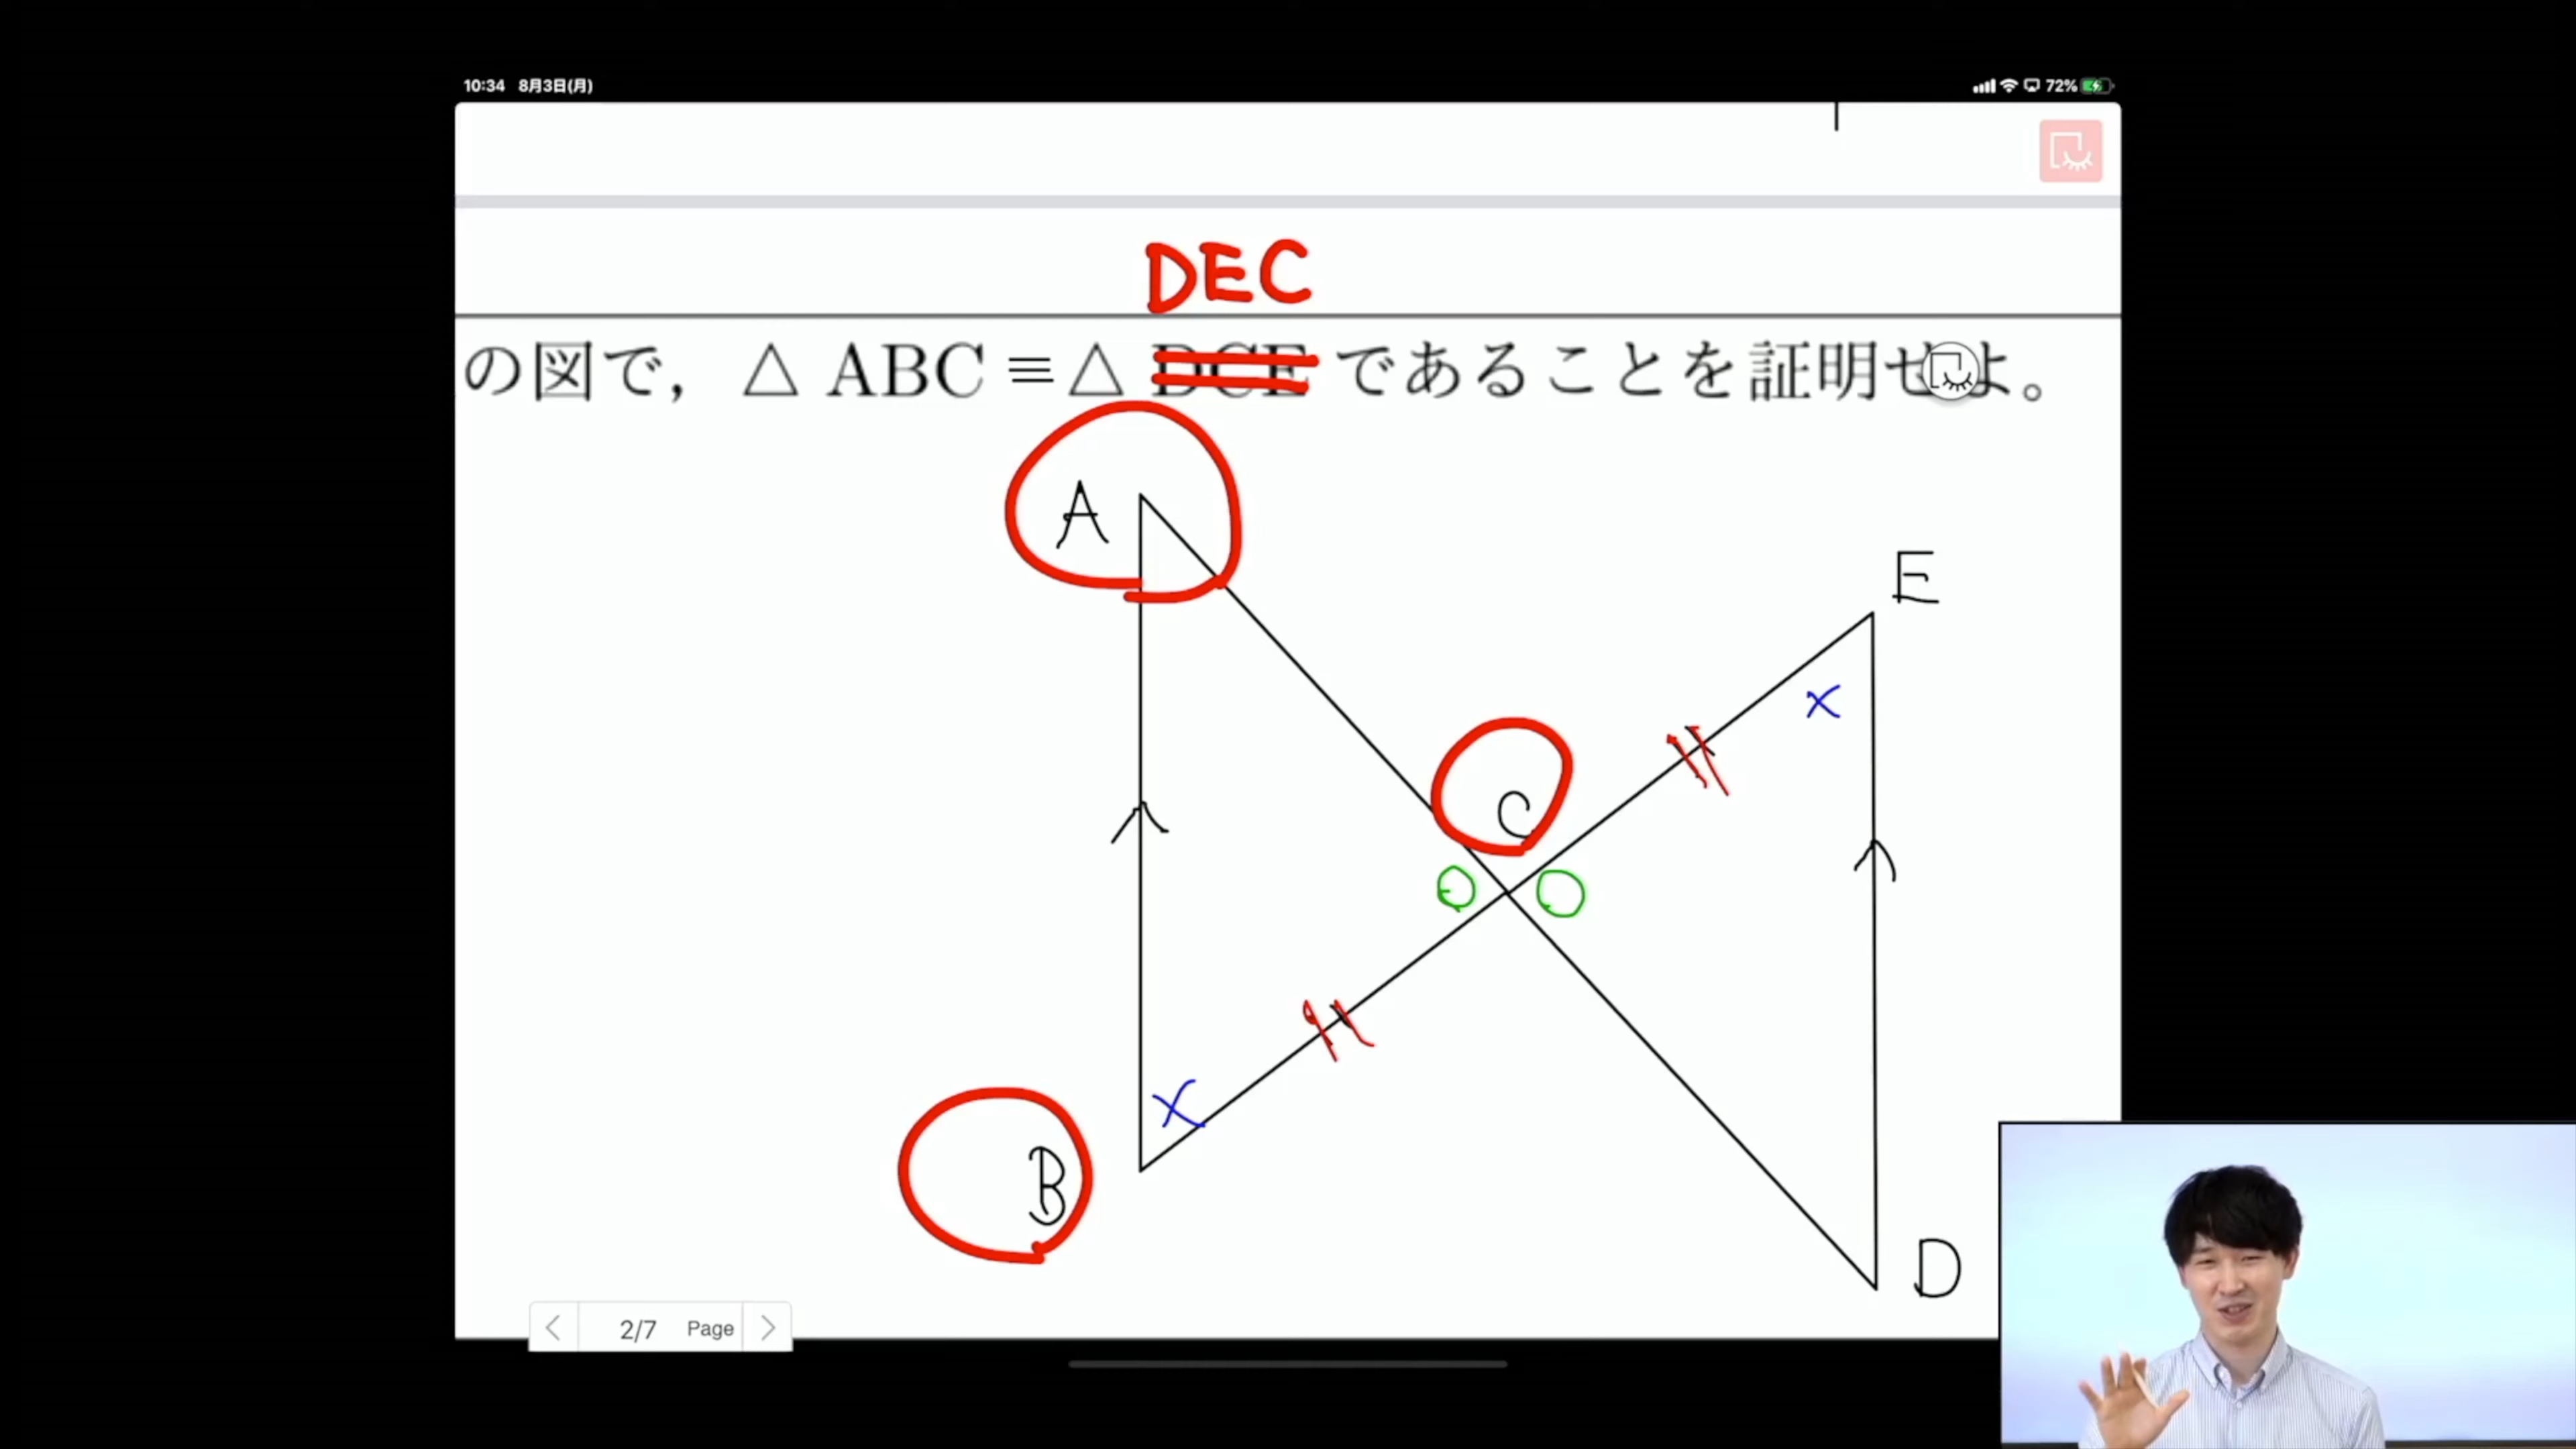 10:34 8月3日(月)
72%
DEC
の図で，△ ABC ≡ △ DCE であることを証明せよ。
A
E
x
C
B
x
D
2/7 Page